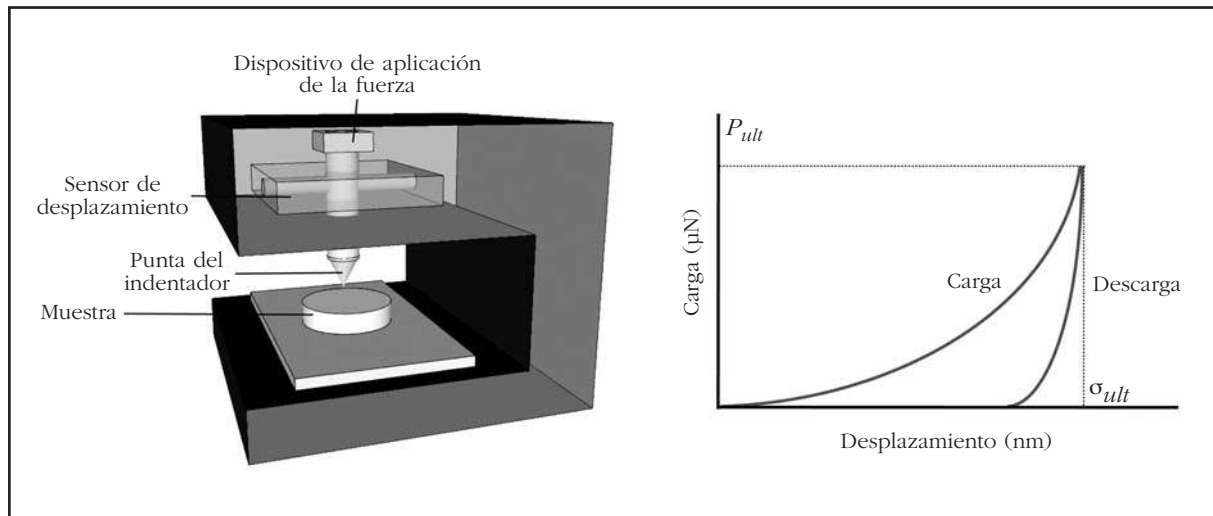 Dispositivo de aplicación
de la fuerza
Sensor de
desplazamiento
Punta del
indentador
Muestra
P_ult
Carga (µN)
Carga
Descarga
σ_ult
Desplazamiento (nm)